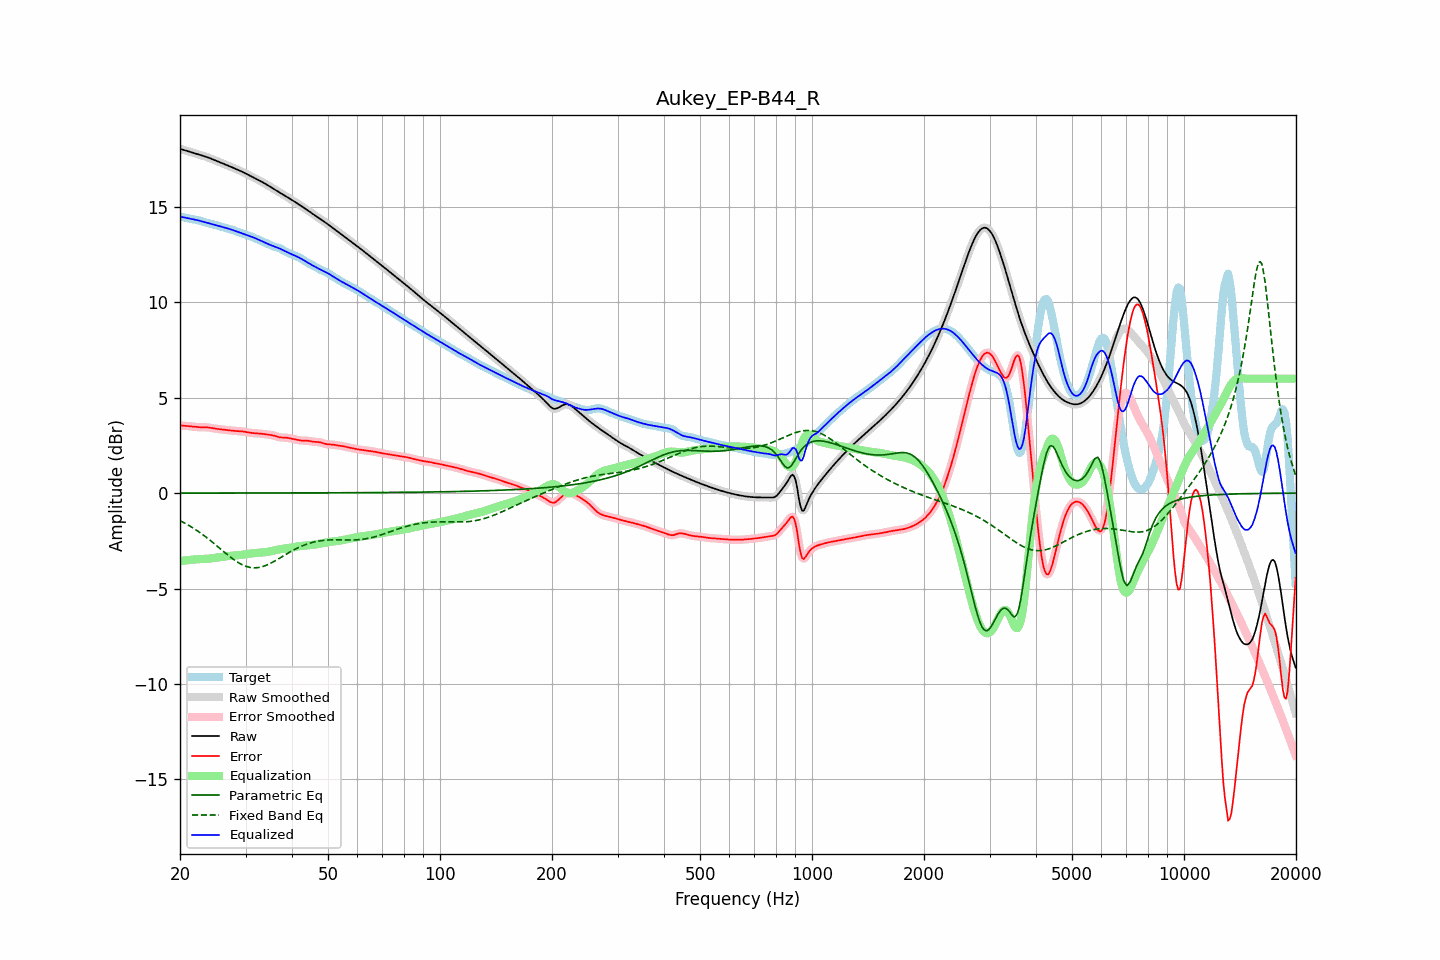 Aukey_EP-B44_R
Amplitude (dBr)
15
10
5
0
−5
−10
−15
Target
Raw Smoothed
Error Smoothed
Raw
Error
Equalization
Parametric Eq
Fixed Band Eq
Equalized
20 50 100 200 500 1000 2000 5000 10000 20000
Frequency (Hz)